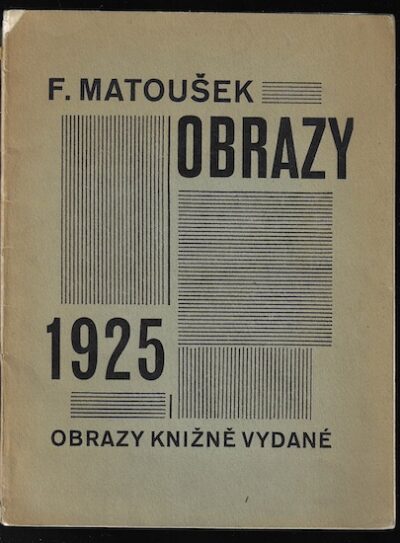 F. MATOUŠEK
OBRAZY
1925
OBRAZY KNIŽNĚ VYDANÉ